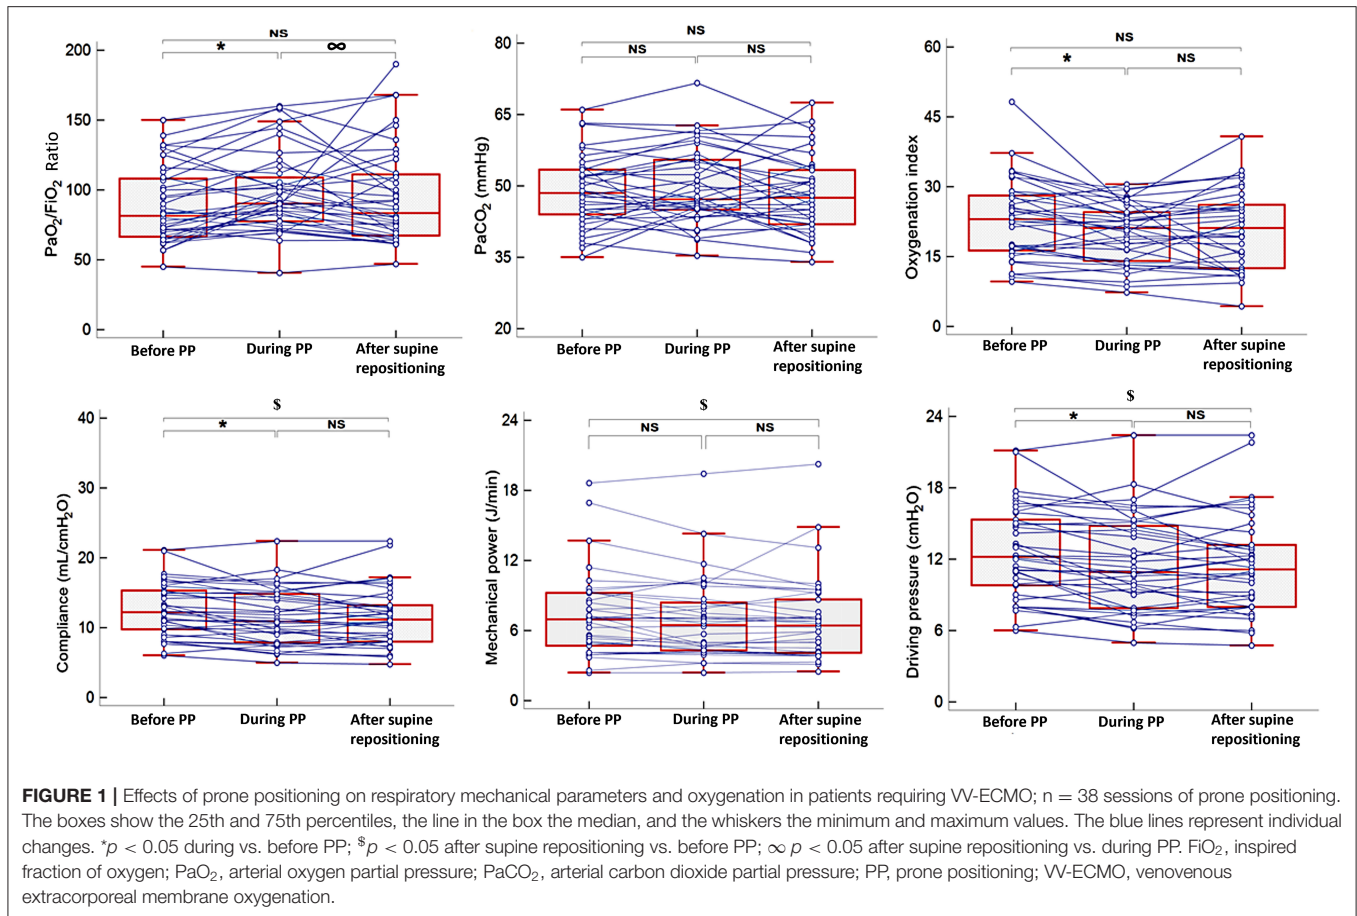 NS
* ∞
200
150
100
50
0
PaO2/FiO2 Ratio
Before PP During PP After supine
repositioning
NS
NS NS
80
65
50
35
20
PaCO2 (mmHg)
Before PP During PP After supine
repositioning
NS
* NS
60
45
30
15
0
Oxygenation index
Before PP During PP After supine
repositioning
$
* NS
40
30
20
10
0
Compliance (mL/cmH2O)
Before PP During PP After supine
repositioning
$
NS NS
24
18
12
6
0
Mechanical power (J/min)
Before PP During PP After supine
repositioning
$
* NS
24
18
12
6
0
Driving pressure (cmH2O)
Before PP During PP After supine
repositioning
FIGURE 1 | Effects of prone positioning on respiratory mechanical parameters and oxygenation in patients requiring VV-ECMO; n = 38 sessions of prone positioning.
The boxes show the 25th and 75th percentiles, the line in the box the median, and the whiskers the minimum and maximum values. The blue lines represent individual
changes. *p < 0.05 during vs. before PP; $p < 0.05 after supine repositioning vs. before PP; ∞ p < 0.05 after supine repositioning vs. during PP. FiO2, inspired
fraction of oxygen; PaO2, arterial oxygen partial pressure; PaCO2, arterial carbon dioxide partial pressure; PP, prone positioning; VV-ECMO, venovenous
extracorporeal membrane oxygenation.